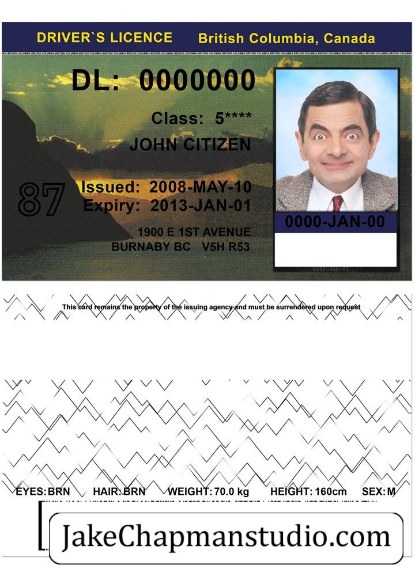 DRIVER`S LICENCE British Columbia, Canada
DL: 0000000
Class: 5****
JOHN CITIZEN
87
Issued: 2008-MAY-10
Expiry: 2013-JAN-01
0000-JAN-00
1900 E 1ST AVENUE
BURNABY BC V5H R53
This card remains the property of the issuing agency and must be surrendered upon request
EYES: BRN HAIR: BRN WEIGHT: 70.0 kg HEIGHT: 160cm SEX: M
JakeChapmanstudio.com